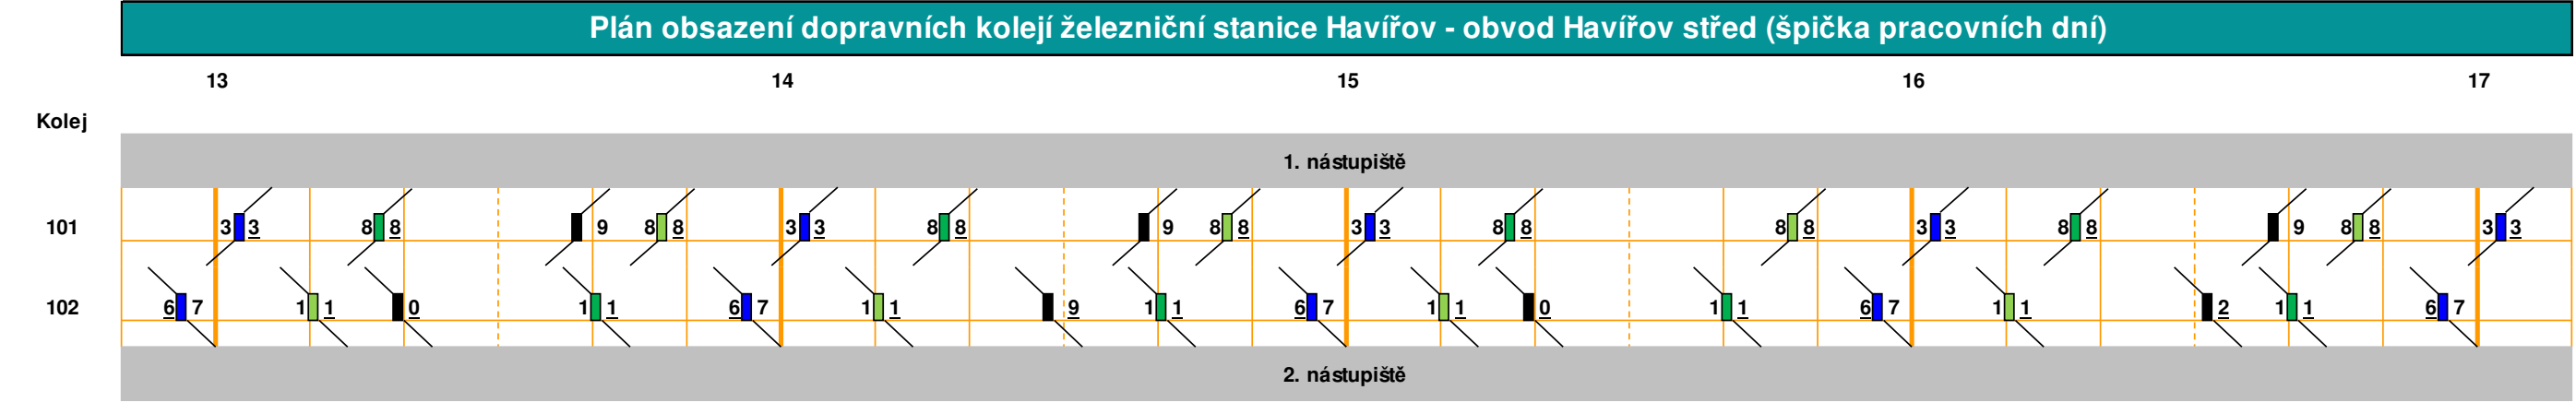 Plán obsazení dopravních kolejí železniční stanice Havířov - obvod Havířov střed (špička pracovních dní)
13 14 15 16 17
Kolej
1. nástupiště
101 3 3 8 8 9 8 8 3 3 8 8 9 8 8 3 3 8 8 8 8 3 3 8 8 9 8 8 3 3
102 6 7 1 1 0 1 1 6 7 1 1 9 1 1 6 7 1 1 0 1 1 6 7 1 1 2 1 1 6 7
2. nástupiště